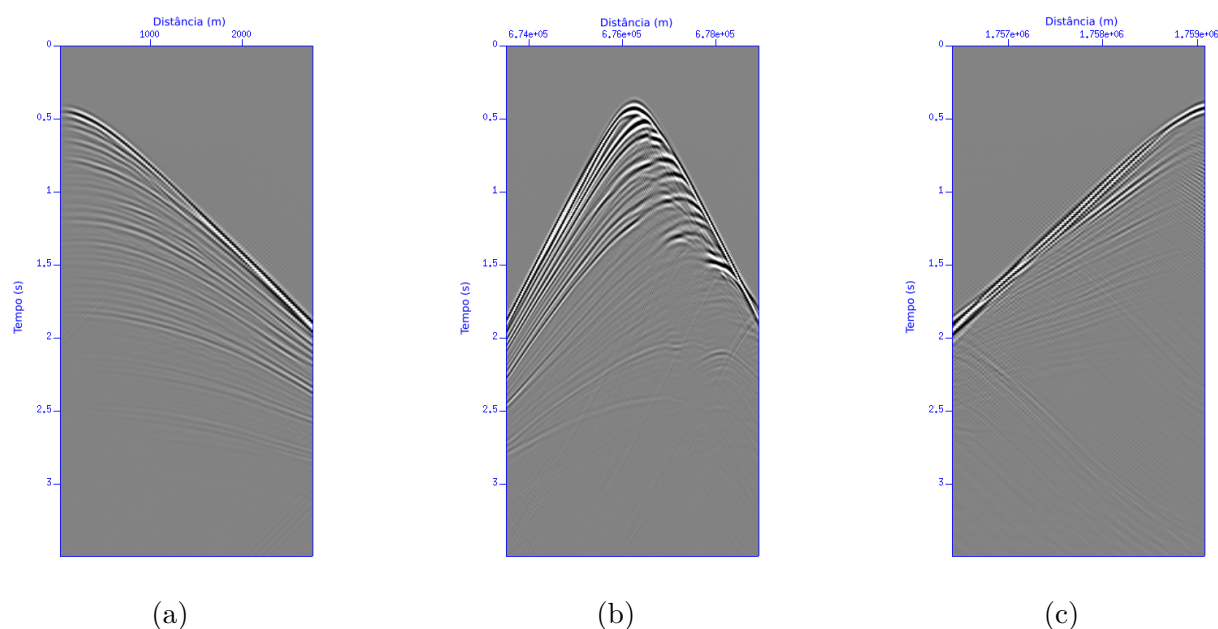 Distância (m)
1000 2000
0
0.5
1
1.5
2
2.5
3
Tempo (s)
(a)
Distância (m)
6.74e+05 6.76e+05 6.78e+05
0
0.5
1
1.5
2
2.5
3
Tempo (s)
(b)
Distância (m)
1.757e+06 1.758e+06 1.759e+06
0
0.5
1
1.5
2
2.5
3
Tempo (s)
(c)